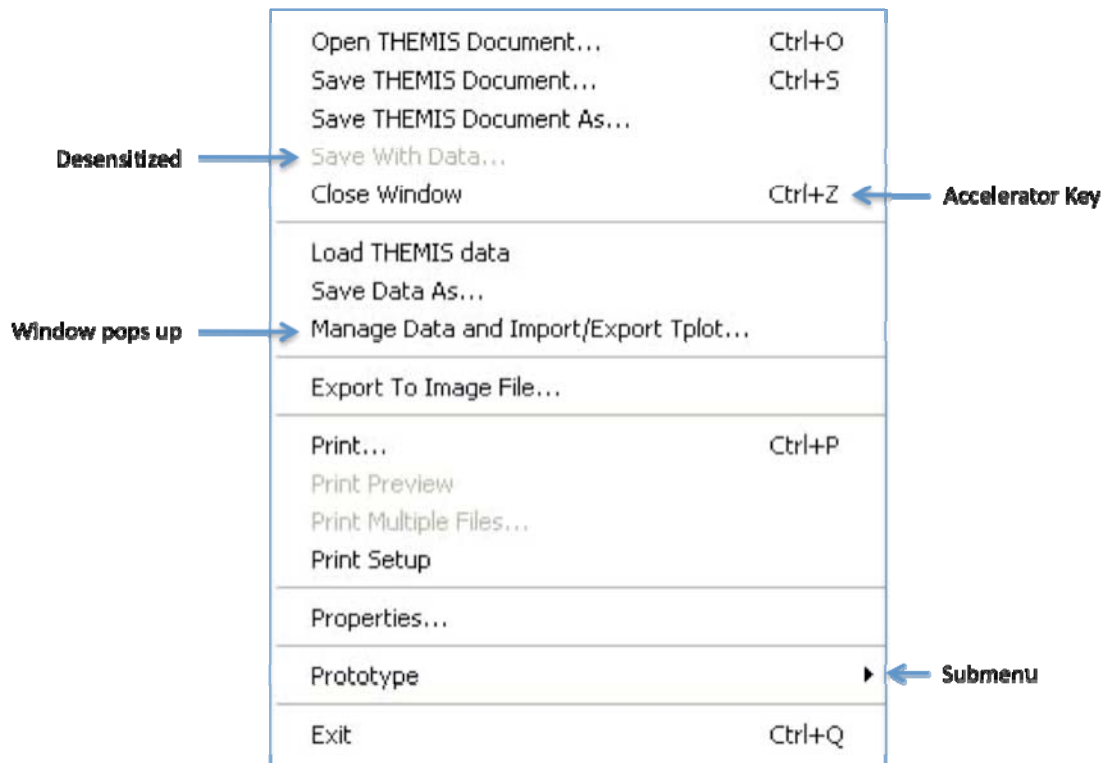 Open THEMIS Document... Ctrl+O
Save THEMIS Document... Ctrl+S
Save THEMIS Document As...
Desensitized Save With Data...
Close Window Ctrl+Z Accelerator Key
Load THEMIS data
Save Data As...
Window pops up Manage Data and Import/Export Tplot...
Export To Image File...
Print... Ctrl+P
Print Preview
Print Multiple Files...
Print Setup
Properties...
Prototype Submenu
Exit Ctrl+Q